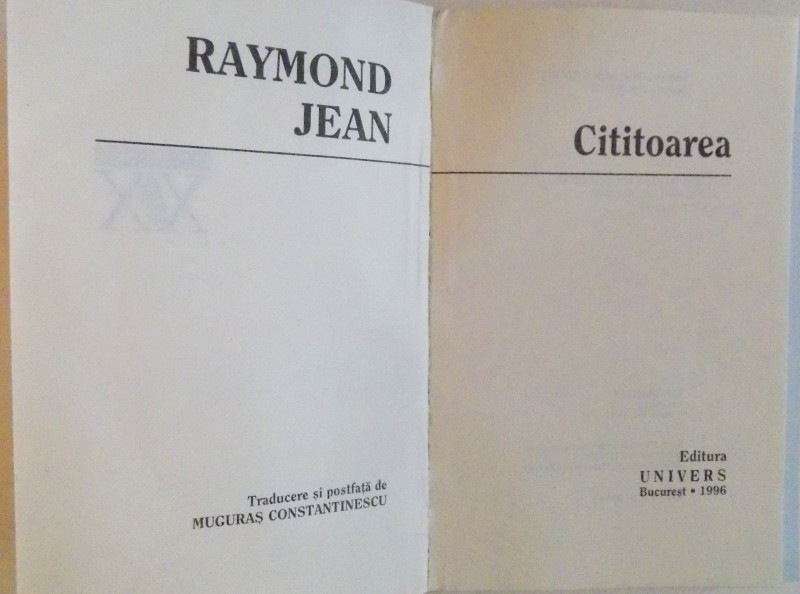 RAYMOND
JEAN
Traducere și postfață de
MUGURAȘ CONSTANTINESCU
Cititoarea
Editura
UNIVERS
București • 1996